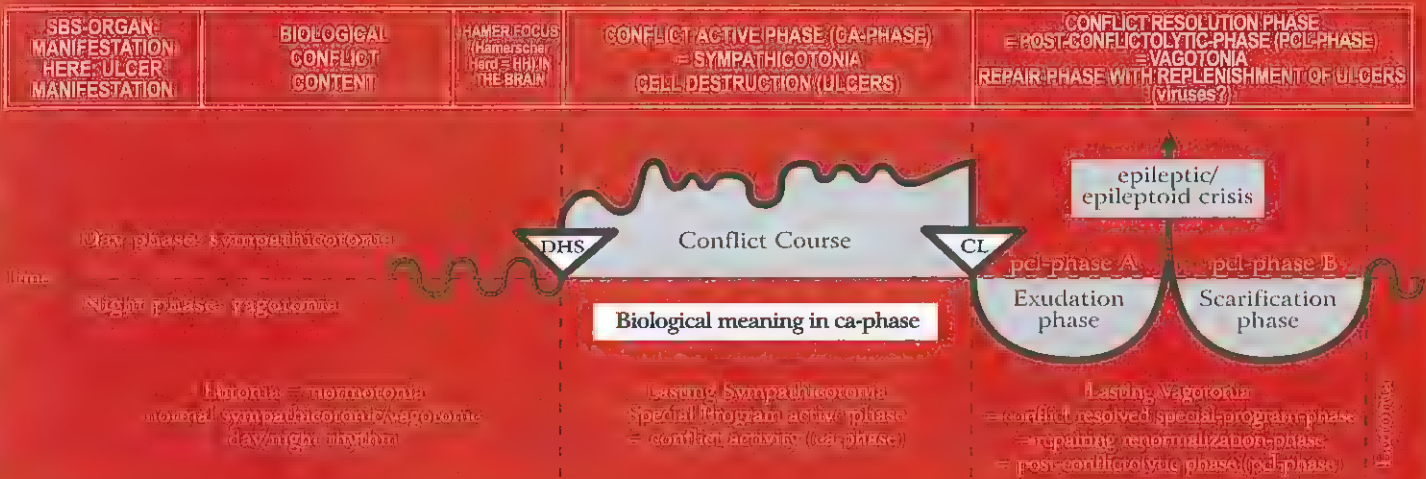 SBS-ORGAN-
MANIFESTATION
HERE: ULCER
MANIFESTATION
BIOLOGICAL
CONFLICT
CONTENT
HAMER FOCUS
(Hamerscher
Herd = HH) IN
THE BRAIN
CONFLICT ACTIVE PHASE (CA-PHASE)
= SYMPATHICOTONIA
CELL DESTRUCTION (ULCERS)
CONFLICT RESOLUTION PHASE
= POST-CONFLICTOLYTIC-PHASE (PCL-PHASE
= VAGOTONIA
REPAIR-PHASE WITH REPLENISHMENT OF ULCERS
(viruses?)
epileptic/
epileptoid crisis
Day phase: sympathicotonia
DHS
Conflict Course
CL
pcl-phase A
pcl-phase B
Night phase: vagotonia
Exudation
phase
Scarification
phase
Biological meaning in ca-phase
Eutonia = normotonia
normal sympathicotonic/vagotonic
day/night rhythm
Lasting Sympathicotonia
Special Program active phase
= conflict activity (ca-phase)
Lasting Vagotonia
= conflict resolved special-program-phase
= repairing renormalization-phase
= post-conflictolytic phase (pcl-phase)